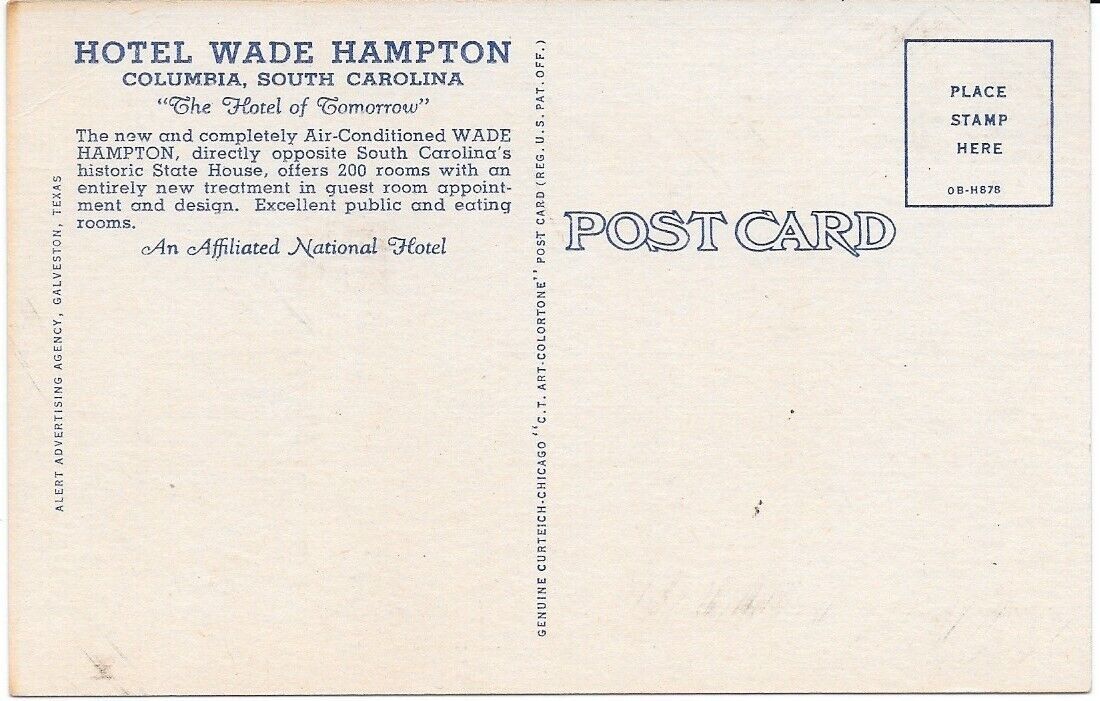 HOTEL WADE HAMPTON
COLUMBIA, SOUTH CAROLINA
"The Hotel of Tomorrow"
The new and completely Air-Conditioned WADE
HAMPTON, directly opposite South Carolina's
historic State House, offers 200 rooms with an
entirely new treatment in guest room appoint-
ment and design. Excellent public and eating
rooms.
An Affiliated National Hotel
ALERT ADVERTISING AGENCY, GALVESTON, TEXAS
GENUINE CURTEICH-CHICAGO "C.T. ART-COLORTONE" POST CARD (REG. U.S. PAT. OFF.)
POST CARD
PLACE
STAMP
HERE
OB-H878